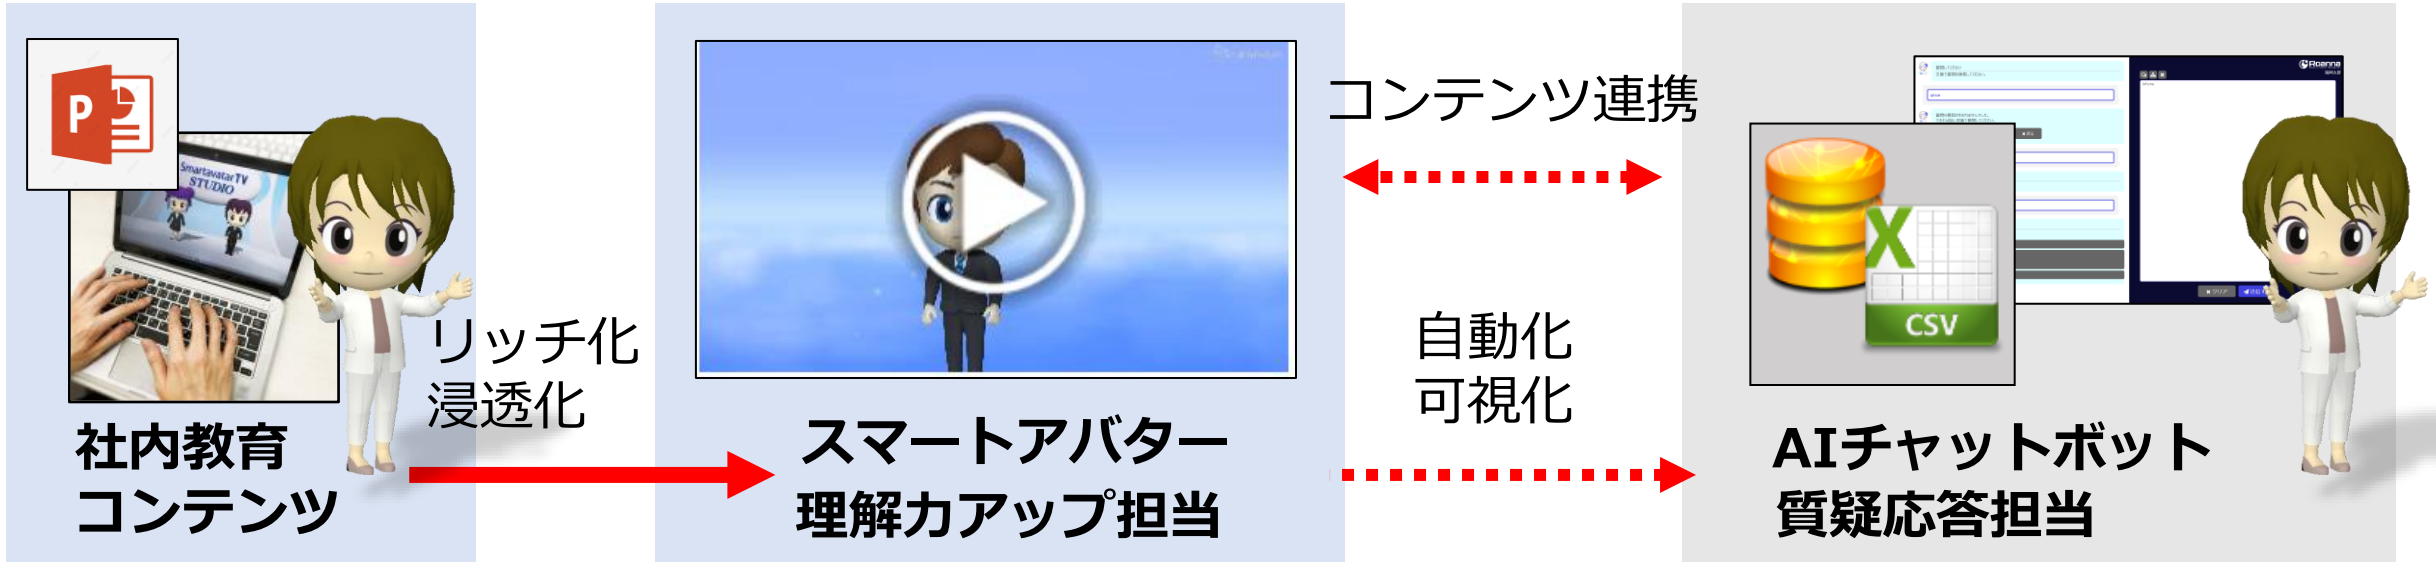 P
Smartavatar TV
STUDIO
社内教育
コンテンツ
リッチ化
浸透化
スマートアバター
理解力アップ担当
コンテンツ連携
自動化
可視化
Roanna
X
CSV
AIチャットボット
質疑応答担当